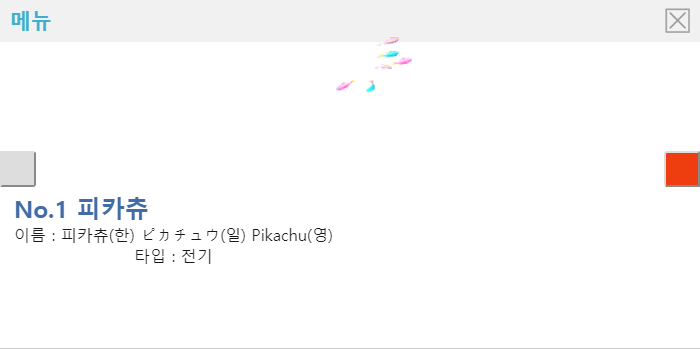 메뉴
No.1 피카츄
이름 : 피카츄(한) ピカチュウ(일) Pikachu(영)
타입 : 전기